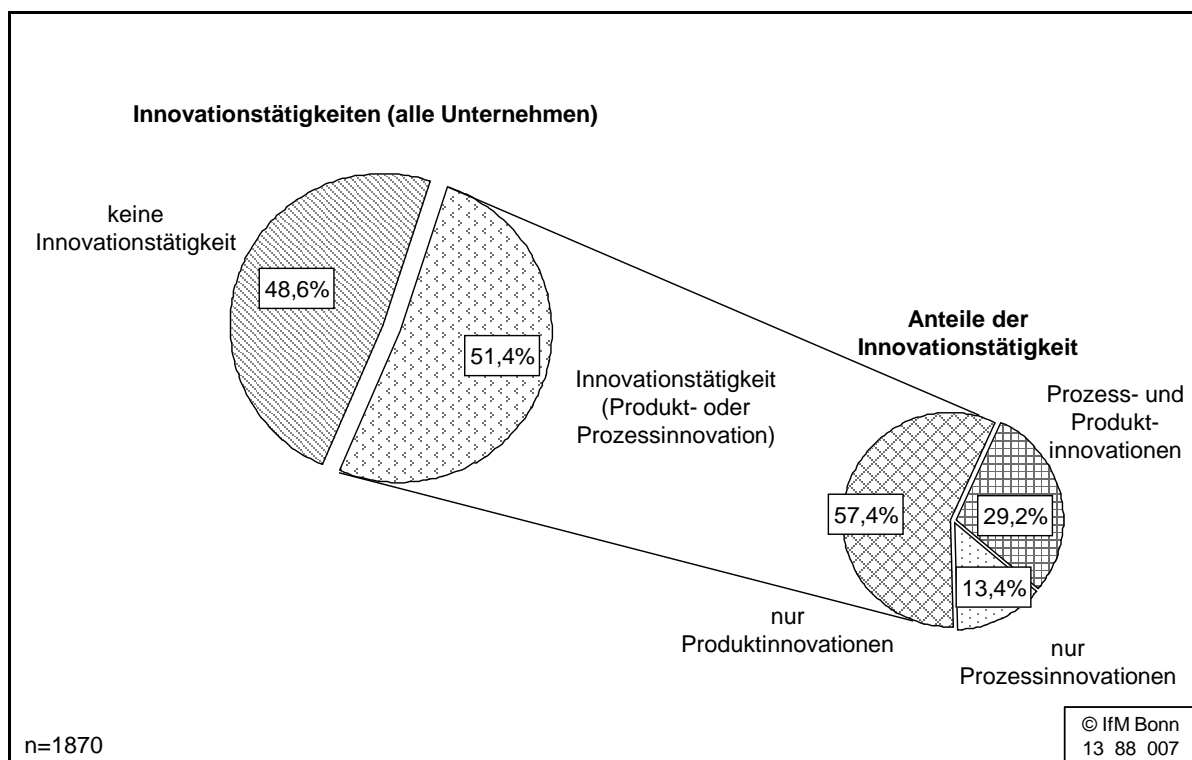 Innovationstätigkeiten (alle Unternehmen)
keine
Innovationstätigkeit
48,6%
51,4%
Innovationstätigkeit
(Produkt- oder
Prozessinnovation)
Anteile der
Innovationstätigkeit
Prozess- und
Produkt-
innovationen
57,4%
29,2%
13,4%
nur
Produktinnovationen
nur
Prozessinnovationen
n=1870
© IfM Bonn
13 88 007